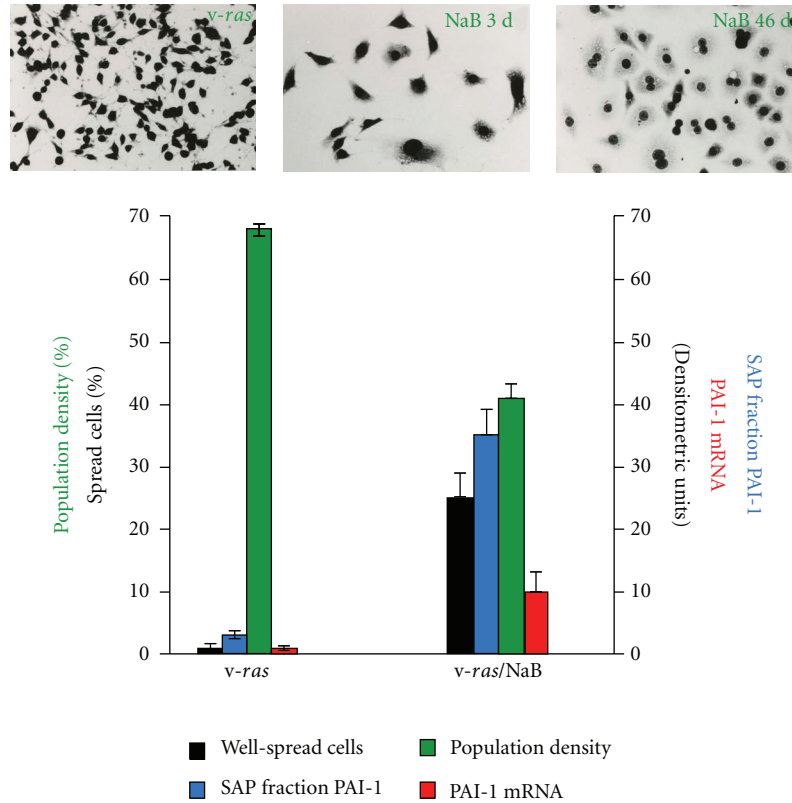 v-ras
NaB 3 d
NaB 46 d
70
60
50
40
30
20
10
0
Population density (%)
Spread cells (%)
70
60
50
40
30
20
10
0
(Densitometric units)
PAI-1 mRNA
SAP fraction PAI-1
v-ras
v-ras/NaB
Well-spread cells
Population density
SAP fraction PAI-1
PAI-1 mRNA